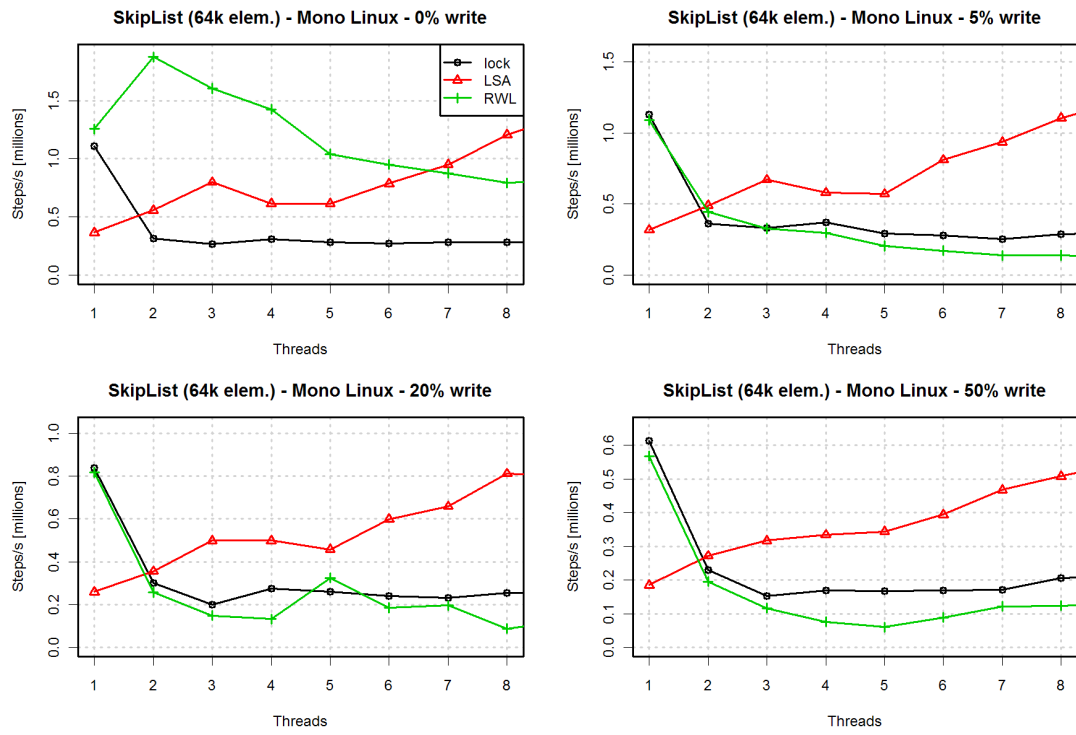 SkipList (64k elem.) - Mono Linux - 0% write
lock
LSA
RWL
Steps/s [millions]
0.0
0.5
1.0
1.5
1 2 3 4 5 6 7 8
Threads
SkipList (64k elem.) - Mono Linux - 5% write
Steps/s [millions]
0.0
0.5
1.0
1.5
1 2 3 4 5 6 7 8
Threads
SkipList (64k elem.) - Mono Linux - 20% write
Steps/s [millions]
0.0
0.2
0.4
0.6
0.8
1.0
1 2 3 4 5 6 7 8
Threads
SkipList (64k elem.) - Mono Linux - 50% write
Steps/s [millions]
0.0
0.1
0.2
0.3
0.4
0.5
0.6
1 2 3 4 5 6 7 8
Threads